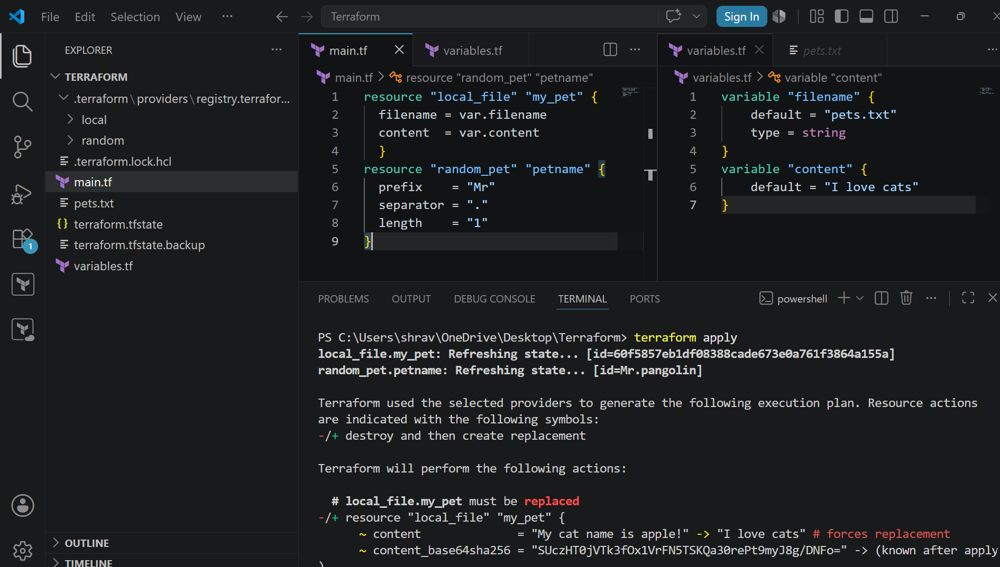 File Edit Selection View ··· Terraform Sign In
EXPLORER ···
TERRAFORM
.terraform\providers\registry.terrafor...
local
random
.terraform.lock.hcl
main.tf
pets.txt
{} terraform.tfstate
terraform.tfstate.backup
variables.tf
1
OUTLINE
TIMELINE
main.tf variables.tf ···
main.tf > resource "random_pet" "petname"
1 resource "local_file" "my_pet" {
2 filename = var.filename
3 content = var.content
4 }
5 resource "random_pet" "petname" {
6 prefix = "Mr"
7 separator = "."
8 length = "1"
9 }
variables.tf pets.txt ···
variables.tf > variable "content"
1 variable "filename" {
2 default = "pets.txt"
3 type = string
4 }
5 variable "content" {
6 default = "I love cats"
7 }
PROBLEMS OUTPUT DEBUG CONSOLE TERMINAL PORTS powershell ···
PS C:\Users\shrav\OneDrive\Desktop\Terraform> terraform apply
local_file.my_pet: Refreshing state... [id=60f5857eb1df08388cade673e0a761f3864a155a]
random_pet.petname: Refreshing state... [id=Mr.pangolin]
Terraform used the selected providers to generate the following execution plan. Resource actions
are indicated with the following symbols:
-/+ destroy and then create replacement
Terraform will perform the following actions:
# local_file.my_pet must be replaced
-/+ resource "local_file" "my_pet" {
~ content = "My cat name is apple!" -> "I love cats" # forces replacement
~ content_base64sha256 = "SUczHT0jVTk3fOx1VrFN5TSKQa30rePt9myJ8g/DNFo=" -> (known after apply
)